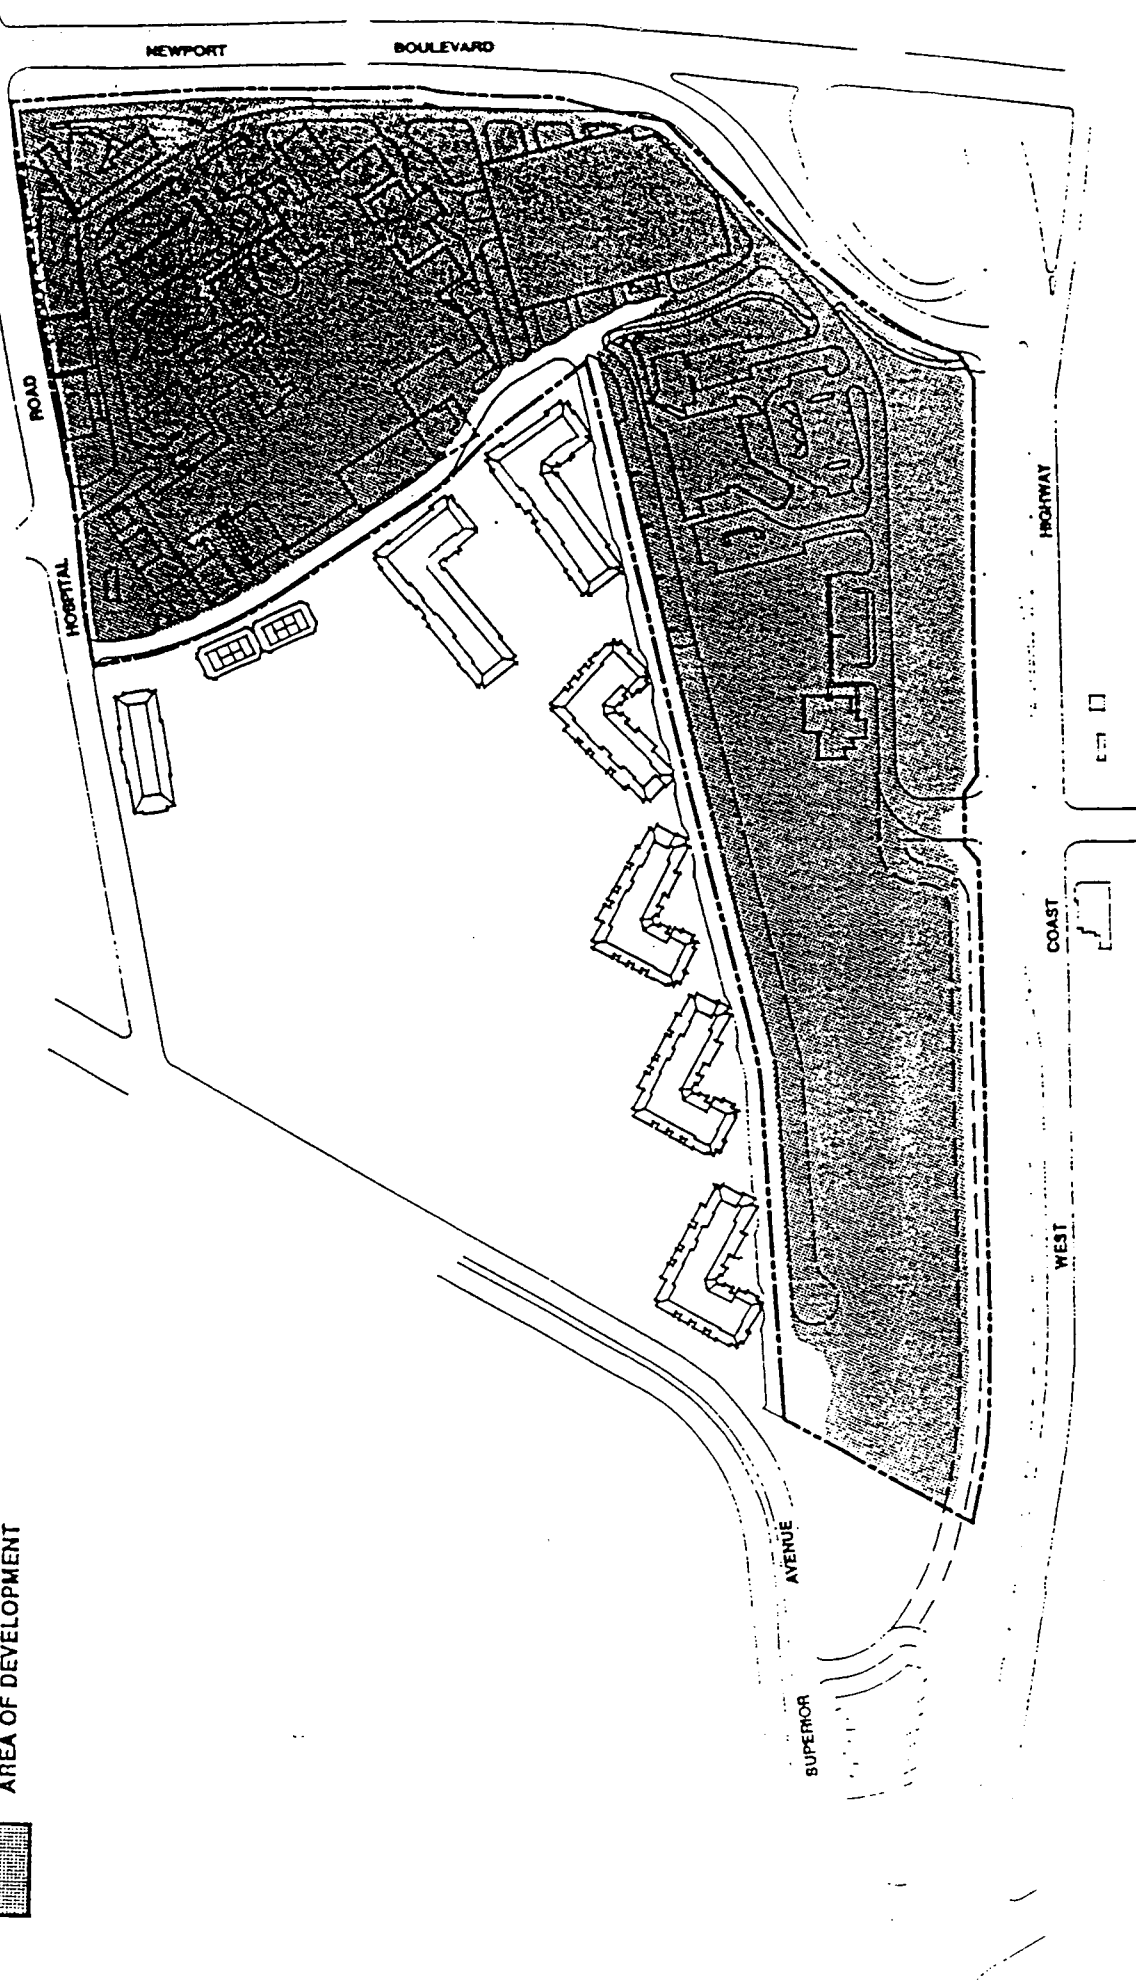 NEWPORT BOULEVARD
HOSPITAL ROAD
WEST COAST HIGHWAY
SUPERIOR AVENUE
AREA OF DEVELOPMENT